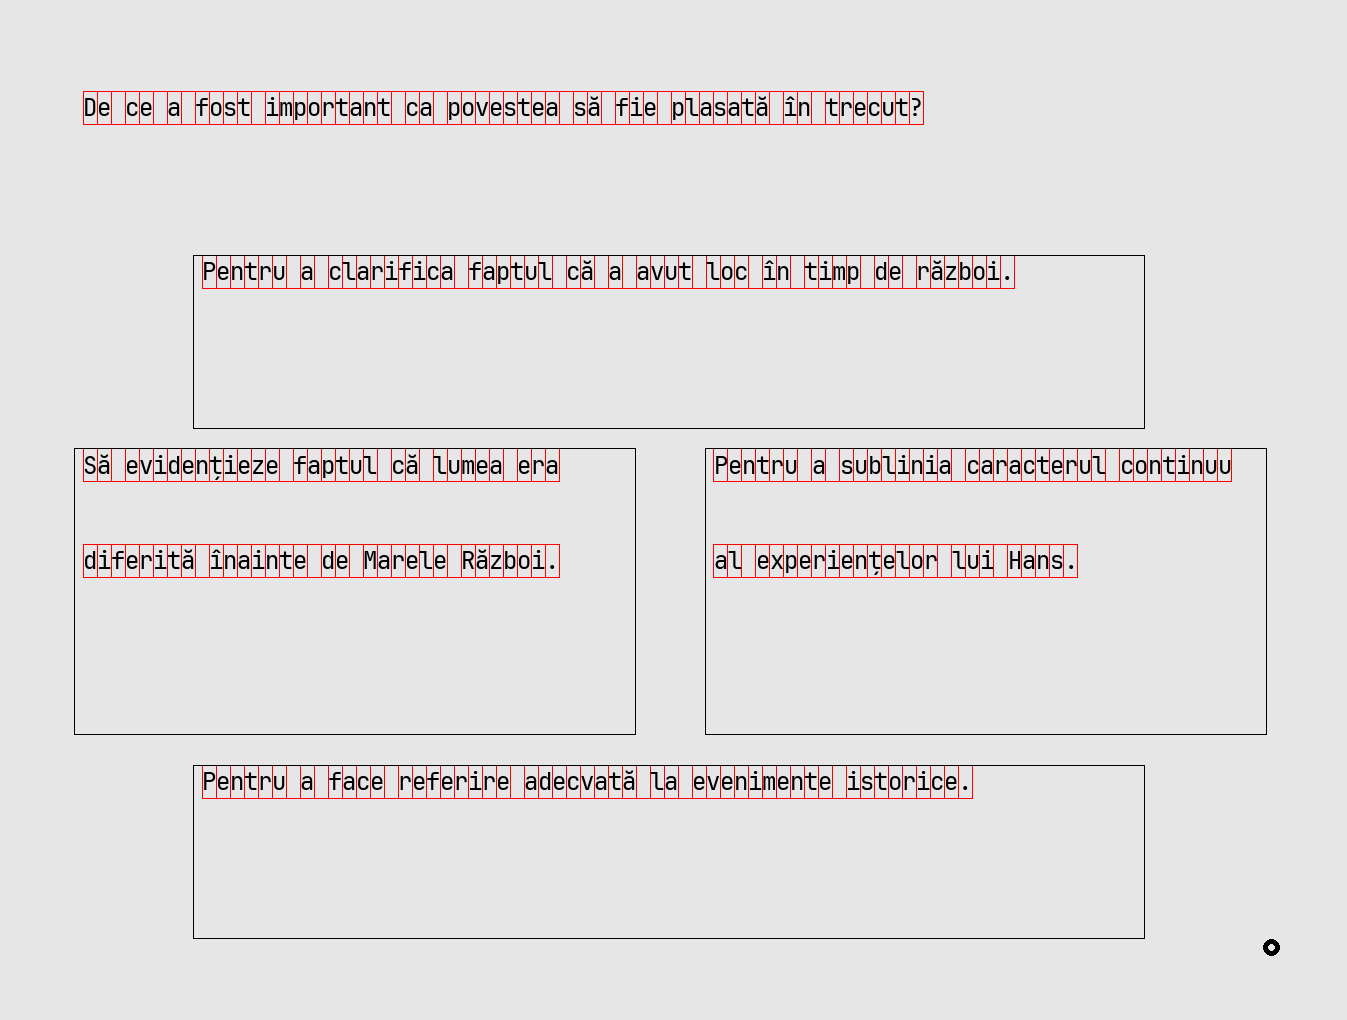 De ce a fost important ca povestea să fie plasată în trecut?
Pentru a clarifica faptul că a avut loc în timp de război.
Să evidențieze faptul că lumea era
diferită înainte de Marele Război.
Pentru a sublinia caracterul continuu
al experiențelor lui Hans.
Pentru a face referire adecvată la evenimente istorice.